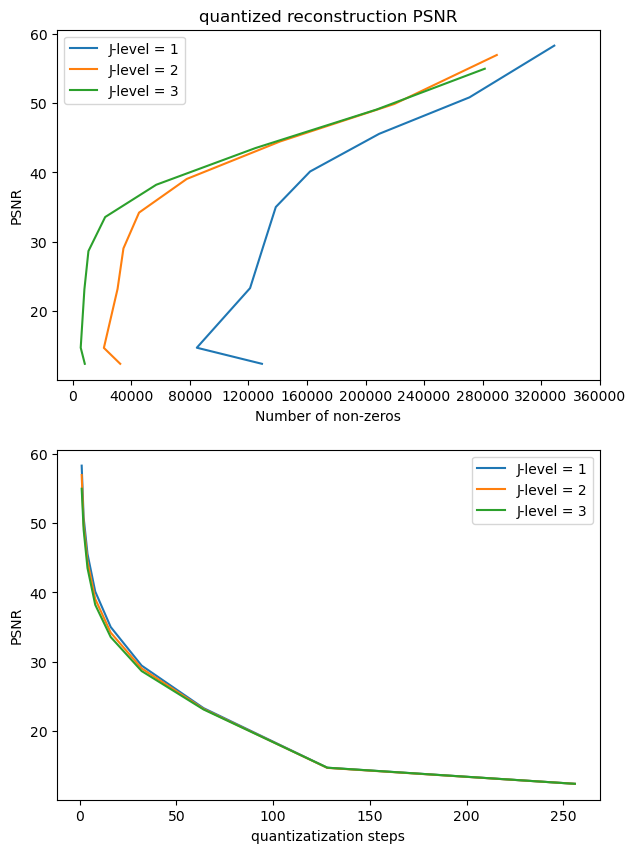 quantized reconstruction PSNR
60
50
40
30
20
PSNR
J-level = 1
J-level = 2
J-level = 3
0 40000 80000 120000 160000 200000 240000 280000 320000 360000
Number of non-zeros
60
50
40
30
20
PSNR
J-level = 1
J-level = 2
J-level = 3
0 50 100 150 200 250
quantizatization steps